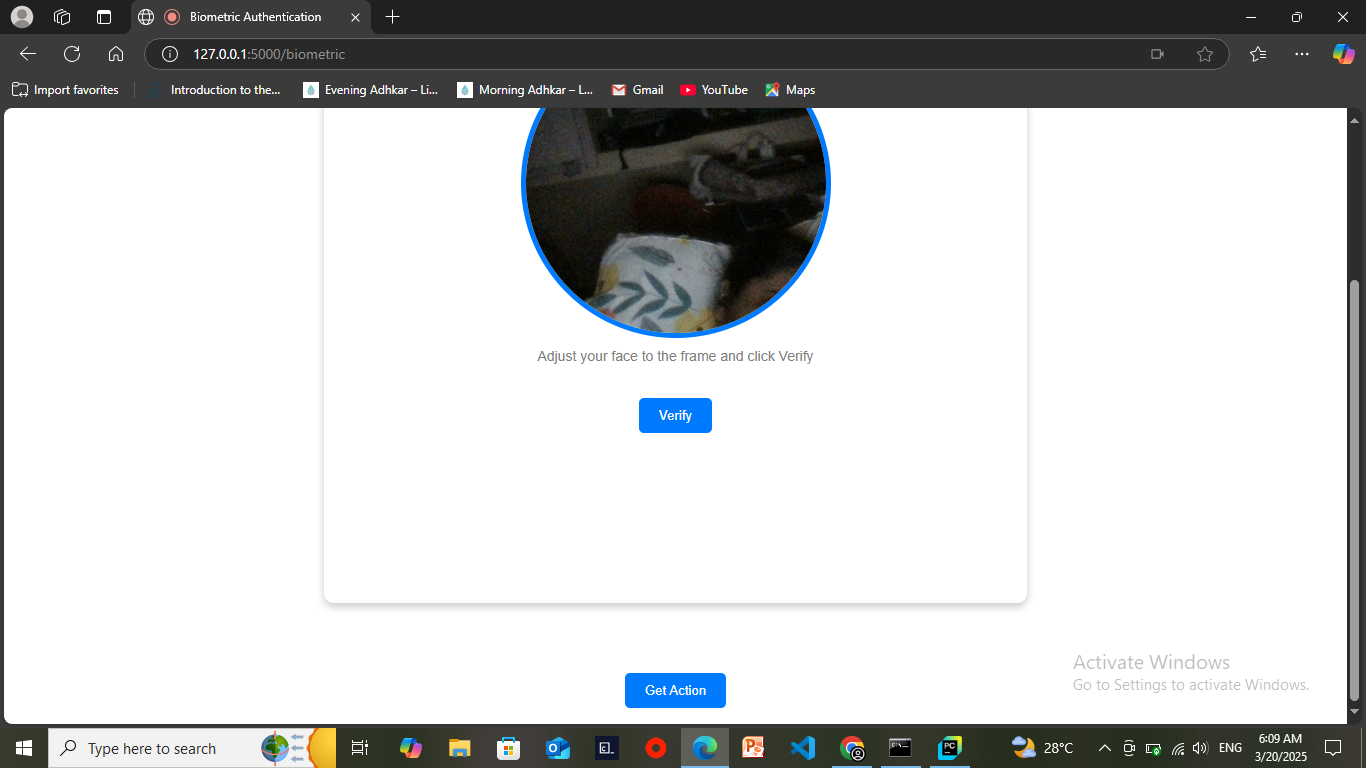 Biometric Authentication
127.0.0.1:5000/biometric
Import favorites
Introduction to the...
Evening Adhkar – Li...
Morning Adhkar – L...
Gmail
YouTube
Maps
Adjust your face to the frame and click Verify
Verify
Get Action
Activate Windows
Go to Settings to activate Windows.
Type here to search
PC
28°C
ENG
6:09 AM
3/20/2025